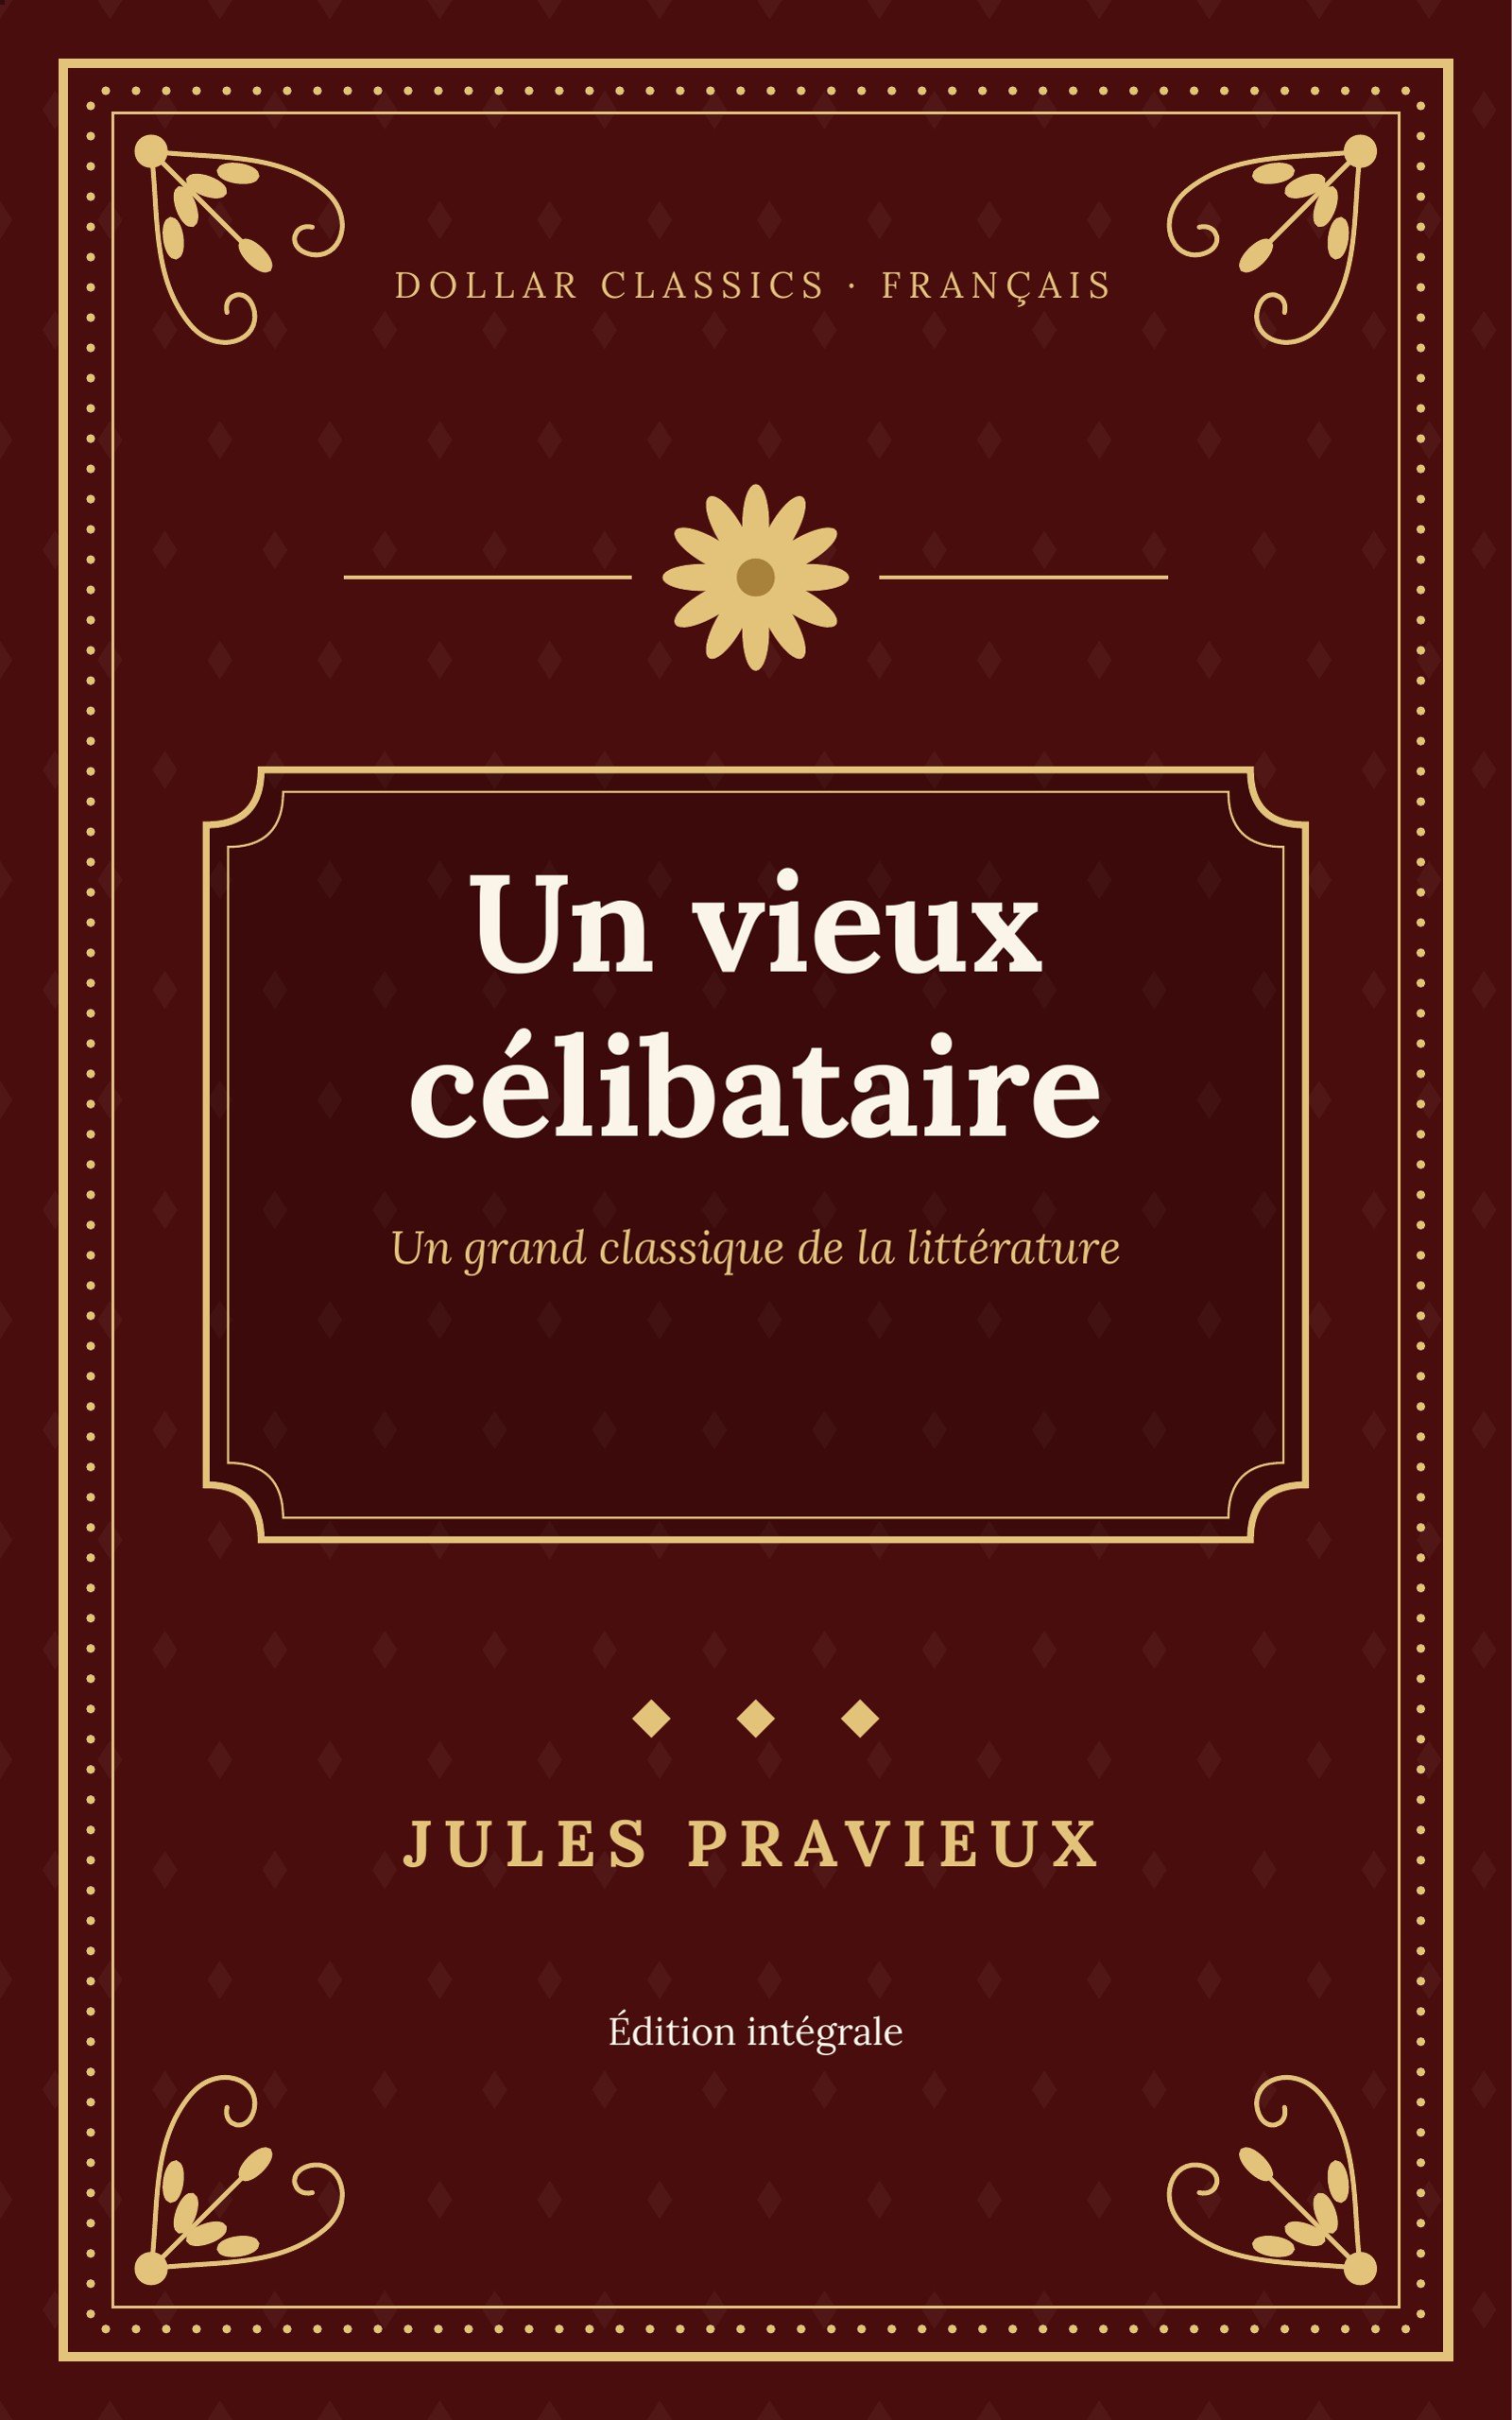 DOLLAR CLASSICS · FRANÇAIS
Un vieux
célibataire
Un grand classique de la littérature
JULES PRAVIEUX
Édition intégrale